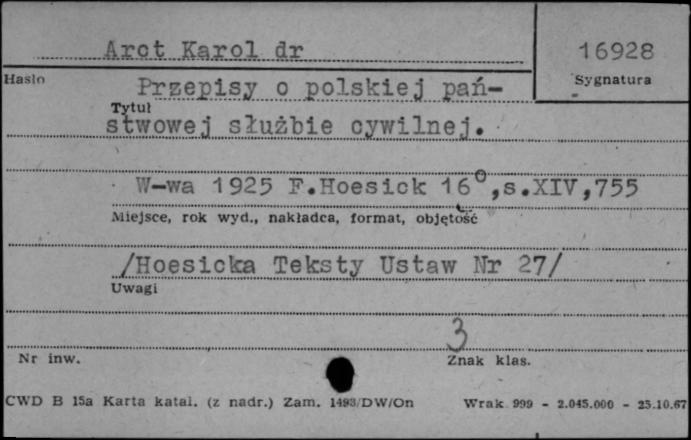 Arct Karol dr
16928
Hasło
Sygnatura
Przepisy o polskiej pań-
Tytuł
stwowej służbie cywilnej.
W-wa 1925 F.Hoesick 16°,s.XIV,755
Miejsce, rok wyd., nakładca, format, objętość
/Hoesicka Teksty Ustaw Nr 27/
Uwagi
3
Nr inw.
Znak klas.
CWD B 15a Karta katal. (z nadr.) Zam. 1493/DW/On Wrak 999 - 2.045.000 - 25.10.67